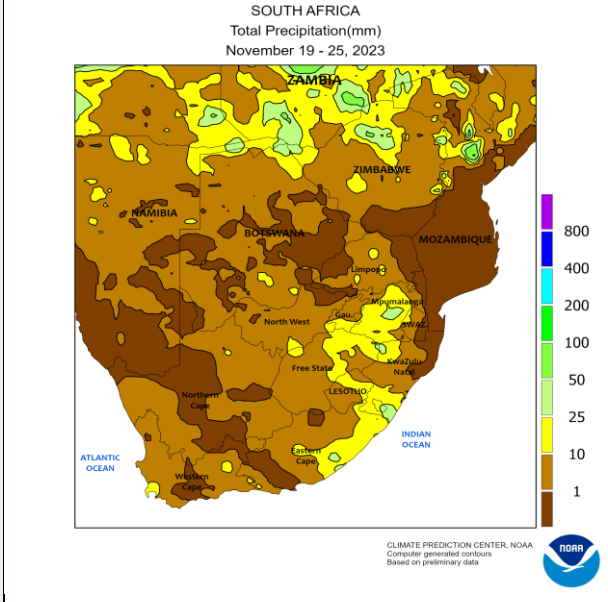 SOUTH AFRICA
Total Precipitation(mm)
November 19 - 25, 2023
ZAMBIA
ZIMBABWE
NAMIBIA
BOTSWANA
MOZAMBIQUE
Limpopo
Mpumalanga
Gau.
SWAZ.
North West
KwaZulu
Natal
Free State
LESOTHO
Northern
Cape
INDIAN
OCEAN
Eastern
Cape
ATLANTIC
OCEAN
Western
Cape
800
400
200
100
50
25
10
1
CLIMATE PREDICTION CENTER, NOAA
Computer generated contours
Based on preliminary data
NOAA